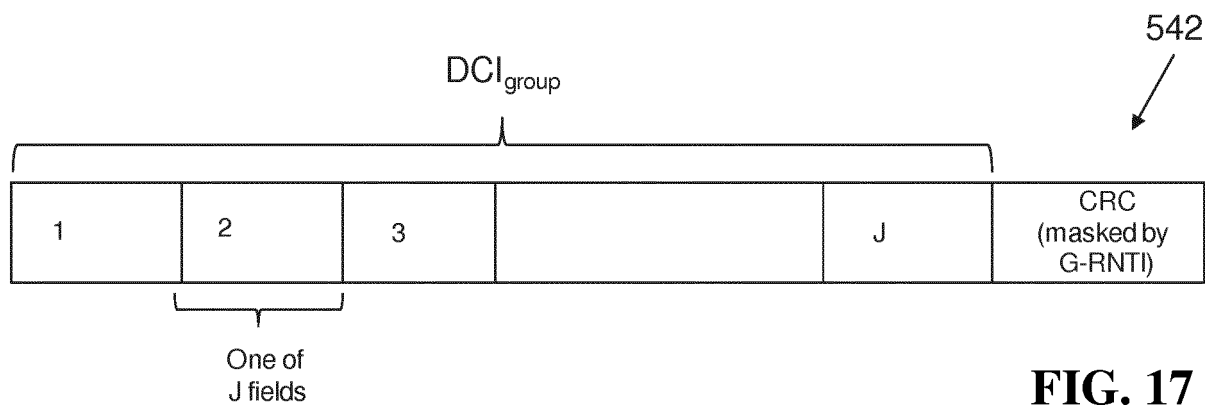 542
DCIgroup
1
2
3
J
CRC
(masked by
G-RNTI)
One of
J fields
FIG. 17